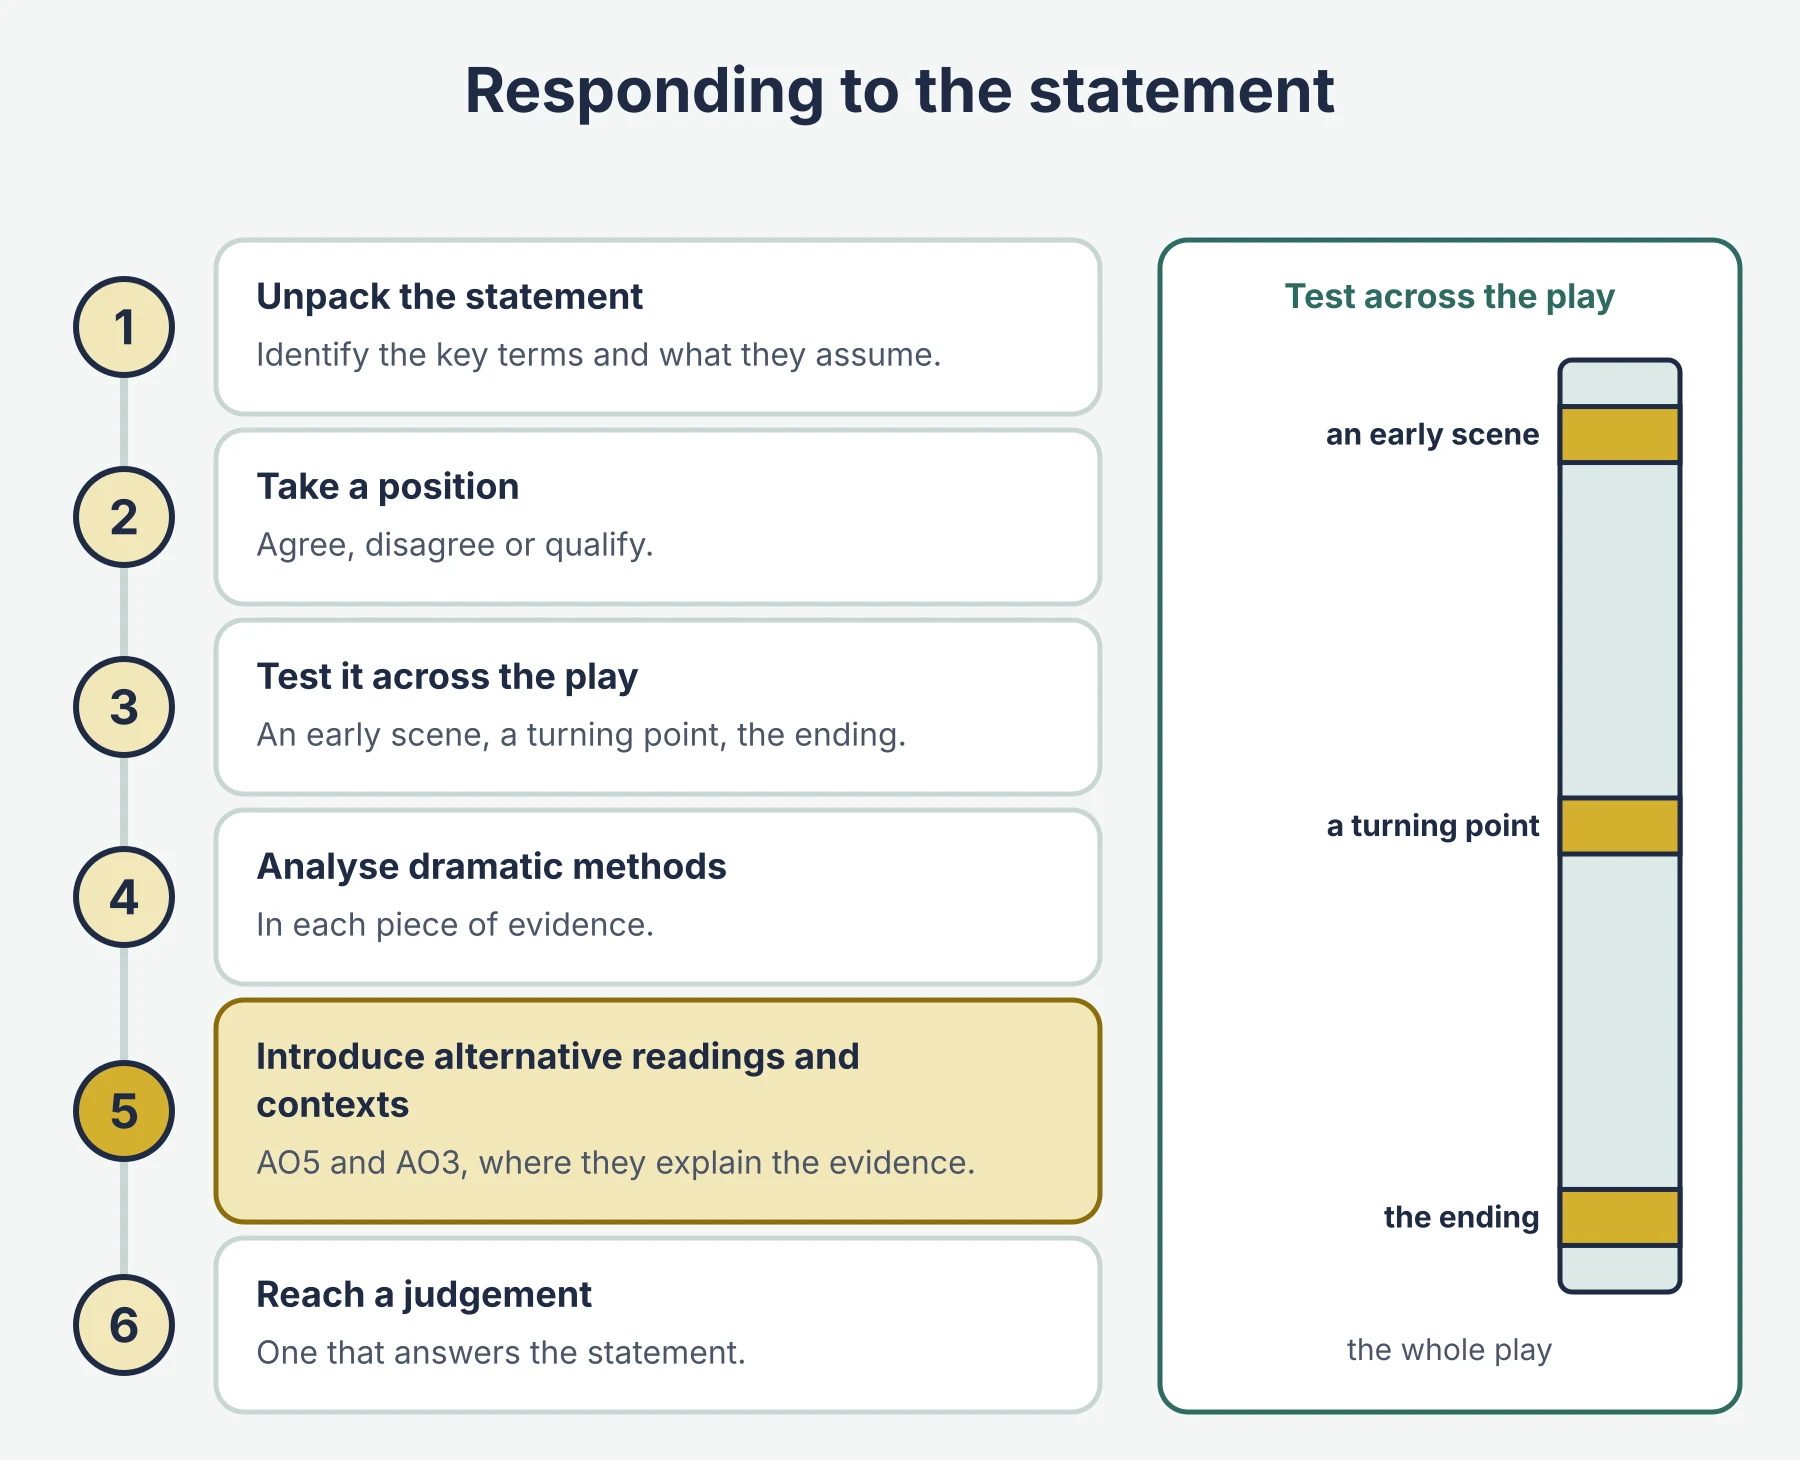 Responding to the statement
1
Unpack the statement
Identify the key terms and what they assume.
2
Take a position
Agree, disagree or qualify.
3
Test it across the play
An early scene, a turning point, the ending.
4
Analyse dramatic methods
In each piece of evidence.
5
Introduce alternative readings and
contexts
AO5 and AO3, where they explain the evidence.
6
Reach a judgement
One that answers the statement.
Test across the play
an early scene
a turning point
the ending
the whole play